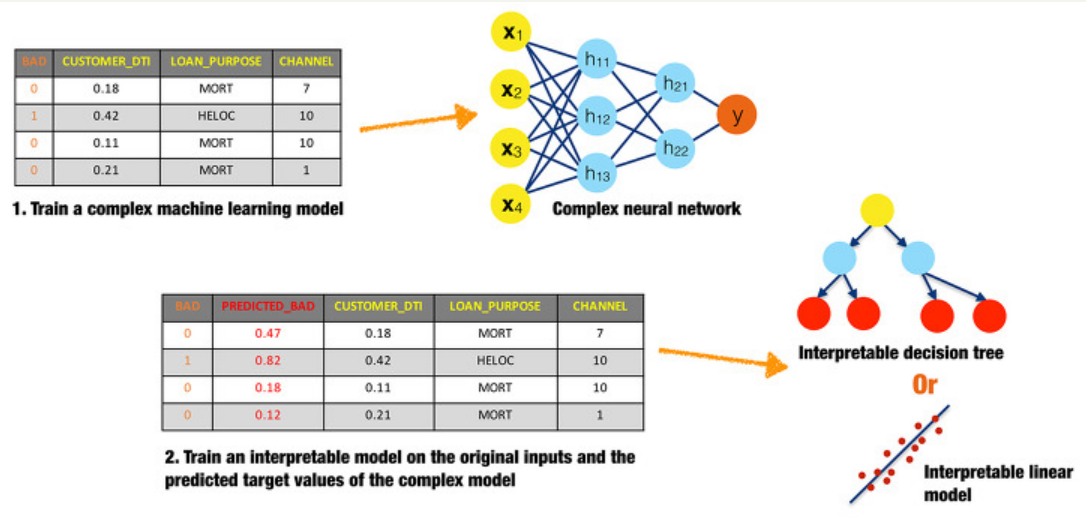 BAD CUSTOMER_DTI LOAN_PURPOSE CHANNEL
0 0.18 MORT 7
1 0.42 HELOC 10
0 0.11 MORT 10
0 0.21 MORT 1
1. Train a complex machine learning model
x1
x2
x3
x4
h11
h12
h13
h21
h22
y
Complex neural network
BAD PREDICTED_BAD CUSTOMER_DTI LOAN_PURPOSE CHANNEL
0 0.47 0.18 MORT 7
1 0.82 0.42 HELOC 10
0 0.18 0.11 MORT 10
0 0.12 0.21 MORT 1
2. Train an interpretable model on the original inputs and the
predicted target values of the complex model
Interpretable decision tree
Or
Interpretable linear
model